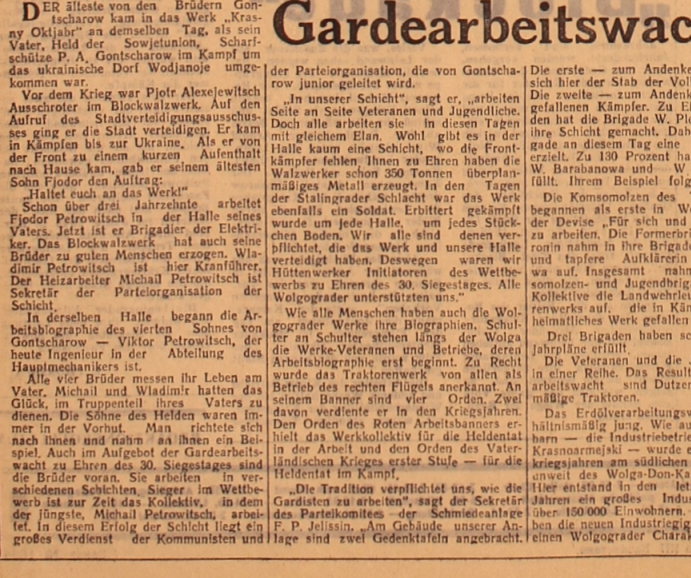 Gardearbeitswac
DER älteste von den Brüdern Gon-
tscharow kam in das Werk „Kras-
ny Oktjabr" an demselben Tag, als sein
Vater, Held der Sowjetunion, Scharf-
schütze P. A. Gontscharow im Kampf um
das ukrainische Dorf Wodjanoje umge-
kommen war.
Vor dem Krieg war Pjotr Alexejewitsch
Ausschroter im Blockwalzwerk. Auf den
Aufruf des Stadtverteidigungsausschus-
ses ging er die Stadt verteidigen. Er kam
in Kämpfen bis zur Ukraine. Als er von
der Front zu einem kurzen Aufenthalt
nach Hause kam, gab er seinem ältesten
Sohn Fjodor den Auftrag:
„Haltet euch an das Werk!"
Schon über drei Jahrzehnte arbeitet
Fjodor Petrowitsch in der Halle seines
Vaters. Jetzt ist er Brigadier der Elektri-
ker. Das Blockwalzwerk hat auch seine
Brüder zu guten Menschen erzogen. Wla-
dimir Petrowitsch ist hier Kranführer.
Der Heizarbeiter Michail Petrowitsch ist
Sekretär der Parteiorganisation der
Schicht.
In derselben Halle begann die Ar-
beitsbiographie des vierten Sohnes von
Gontscharow — Viktor Petrowitsch, der
heute Ingenieur in der Abteilung des
Hauptmechanikers ist.
Alle vier Brüder messen ihr Leben am
Vater. Michail und Wladimir hatten das
Glück, im Truppenteil ihres Vaters zu
dienen. Die Söhne des Helden waren im-
mer in der Vorhut. Man richtete sich
nach ihnen und nahm an ihnen ein Bei-
spiel. Auch im Aufgebot der Gardearbeits-
wacht zu Ehren des 30. Siegestages sind
die Brüder voran. Sie arbeiten in ver-
schiedenen Schichten. Sieger im Wettbe-
werb ist zur Zeit das Kollektiv, in dem
der Jüngste, Michail Petrowitsch, arbei-
tet. In diesem Erfolg der Schicht liegt ein
großes Verdienst der Kommunisten und
der Parteiorganisation, die von Gontscha-
row junior geleitet wird.
„In unserer Schicht", sagt er, „arbeiten
Seite an Seite Veteranen und Jugendliche.
Doch alle arbeiten sie in diesen Tagen
mit gleichem Elan. Wohl gibt es in der
Halle kaum eine Schicht, wo die Front-
kämpfer fehlen. Ihnen zu Ehren haben die
Walzwerker schon 350 Tonnen überplan-
mäßiges Metall erzeugt. In den Tagen
der Stalingrader Schlacht war das Werk
ebenfalls ein Soldat. Erbittert gekämpft
wurde um jede Halle, um jedes Stück-
chen Boden. Wir alle sind denen ver-
pflichtet, die das Werk und unsere Halle
verteidigt haben. Deswegen waren wir
Hüttenwerker Initiatoren des Wettbe-
werbs zu Ehren des 30. Siegestages. Alle
Wolgograder unterstützten uns."
Wie alle Menschen haben auch die Wol-
gograder Werke ihre Biographien. Schul-
ter an Schulter stehen längs der Wolga
die Werke-Veteranen und Betriebe, deren
Arbeitsbiographie erst beginnt. Zu Recht
wurde das Traktorenwerk von allen als
Betrieb des rechten Flügels anerkannt. An
seinem Banner sind vier Orden. Zwei
davon verdiente er in den Kriegsjahren.
Den Orden des Roten Arbeitsbanners er-
hielt das Werkkollektiv für die Heldentat
in der Arbeit und den Orden des Vater-
ländischen Krieges erster Stufe — für die
Heldentat im Kampf.
„Die Tradition verpflichtet uns, wie die
Gardisten zu arbeiten", sagt der Sekretär
des Parteikomitees der Schmiedeanlage
F. P. Jelissin. „Am Gebäude unserer An-
lage sind zwei Gedenktafeln angebracht.
Die erste — zum Andenke
sich hier der Stab der Vol
Die zweite — zum Andenk
gefallenen Kämpfer. Zu E
den hat die Brigade W. Pl
ihre Schicht gemacht. Dah
gade an diesem Tag eine
erzielt. Zu 130 Prozent ha
W. Barabanowa und W
füllt. Ihrem Beispiel folg
Die Komsomolzen des
begannen als erste in W
der Devise „Für sich und
zu arbeiten. Die Formerbri
ronin nahm in ihre Brigad
und tapfere Aufklärerin
wa auf. Insgesamt nahm
somolzen- und Jugendbrig
Kollektive die Landwehrleu
renwerks auf, die in Kän
heimatliches Werk gefallen
Drei Brigaden haben sc
jahrpläne erfüllt.
Die Veteranen und die
in einer Reihe. Das Result
arbeitswacht sind Dutzen
mäßige Traktoren.
Das Erdölverarbeitungsw
hältnismäßig jung. Wie au
barn — die Industriebetrie
Krasnoarmejski — wurde e
kriegsjahren am südlichen
unweit des Wolga-Don-Ka
Hier entstand in den let
Jahren ein großes Indus
über 150 000 Einwohnern.
ben die neuen Industriegig
einen Wolgograder Charak